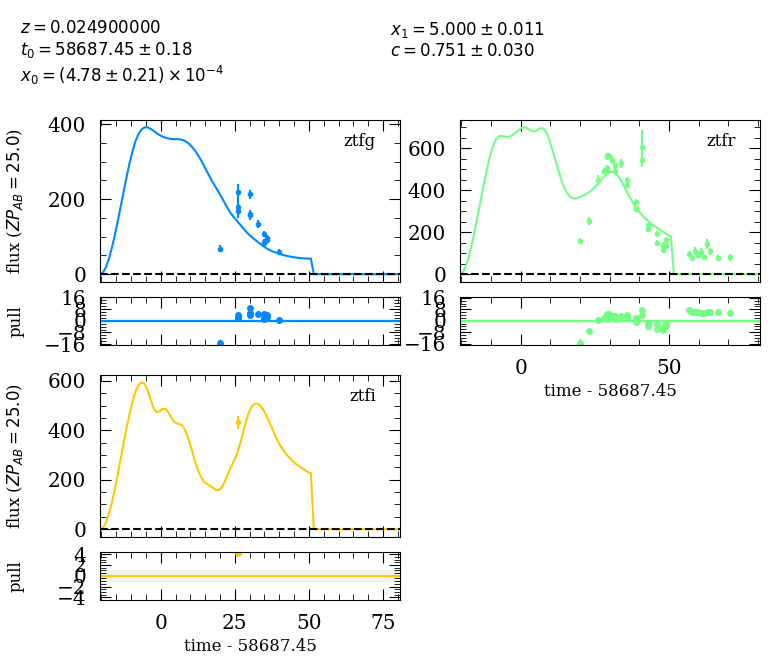 z = 0.024900000
t₀ = 58687.45 ± 0.18
x₀ = (4.78 ± 0.21) × 10⁻⁴
x₁ = 5.000 ± 0.011
c = 0.751 ± 0.030
ztfg
flux (ZP_AB = 25.0)
400
200
0
ztfr
600
400
200
0
pull
16
8
0
−8
−16
16
8
0
−8
−16
0
50
time - 58687.45
ztfi
flux (ZP_AB = 25.0)
600
400
200
0
pull
4
2
0
−2
−4
0
25
50
75
time - 58687.45